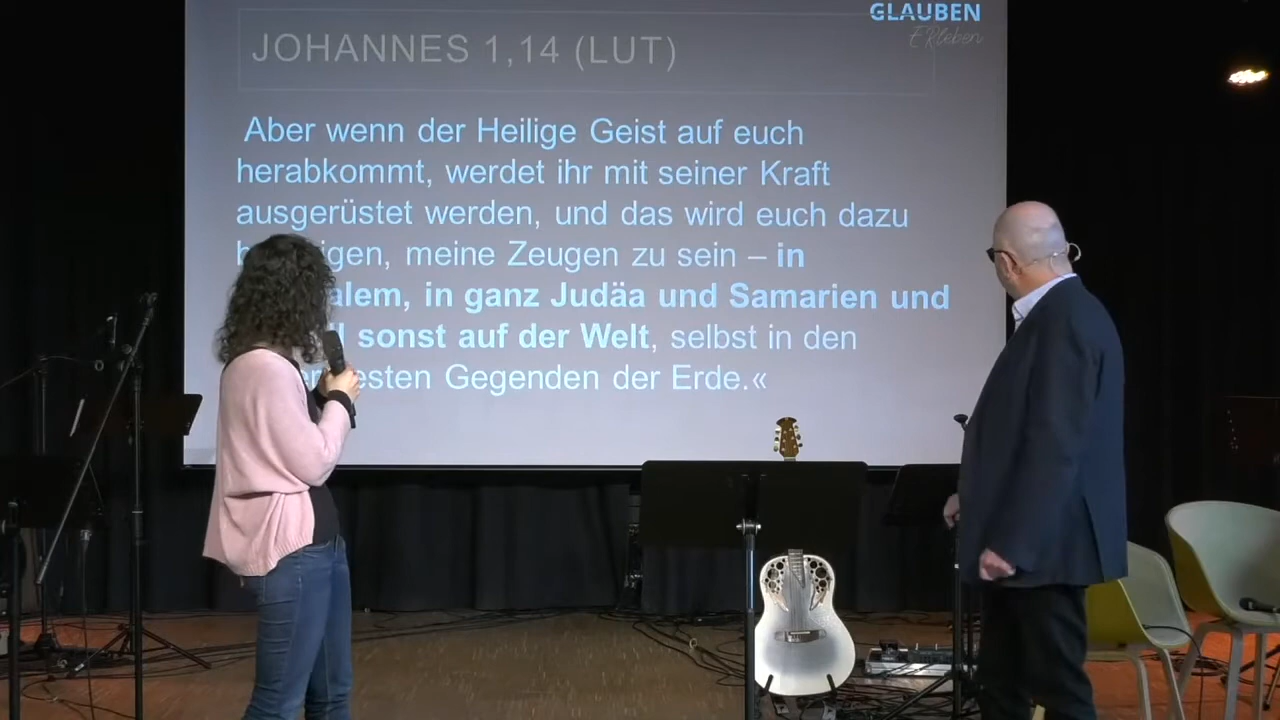 GLAUBEN
ERleben
JOHANNES 1,14 (LUT)
Aber wenn der Heilige Geist auf euch
herabkommt, werdet ihr mit seiner Kraft
ausgerüstet werden, und das wird euch dazu
meine Zeugen zu sein – in
in ganz Judäa und Samarien und
sonst auf der Welt, selbst in den
Gegenden der Erde.«